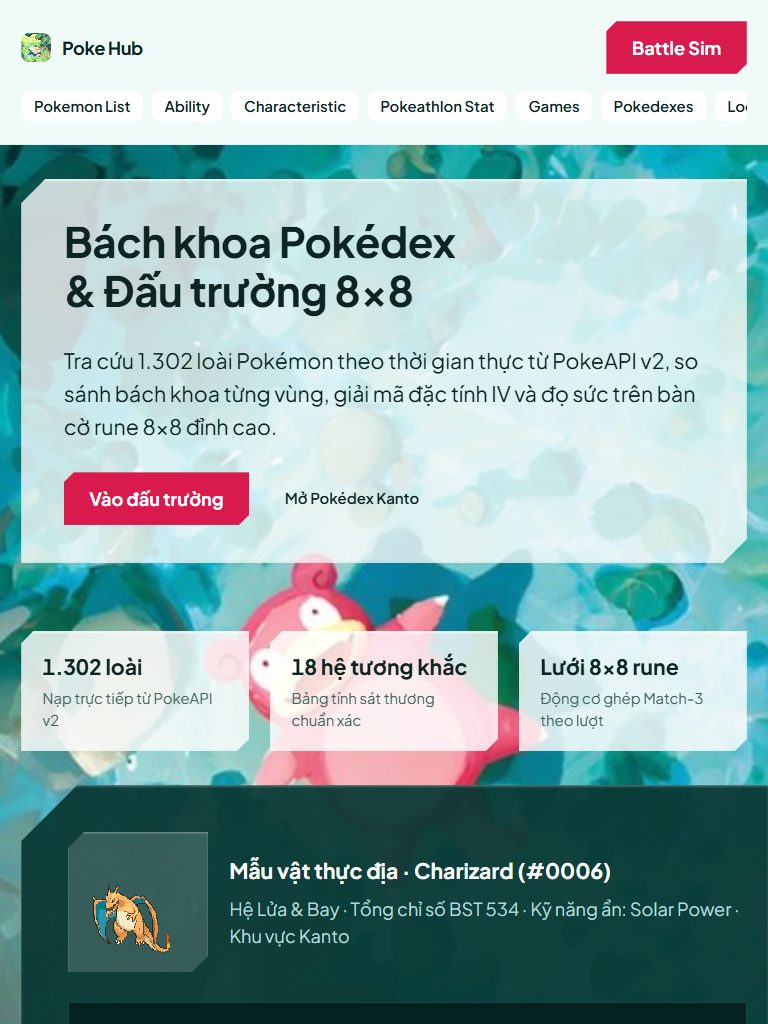 Poke Hub
Battle Sim
Pokemon List
Ability
Characteristic
Pokeathlon Stat
Games
Pokedexes
Bách khoa Pokédex
& Đấu trường 8×8
Tra cứu 1.302 loài Pokémon theo thời gian thực từ PokeAPI v2, so
sánh bách khoa từng vùng, giải mã đặc tính IV và đọ sức trên bàn
cờ rune 8×8 đỉnh cao.
Vào đấu trường
Mở Pokédex Kanto
1.302 loài
Nạp trực tiếp từ PokeAPI
v2
18 hệ tương khắc
Bảng tính sát thương
chuẩn xác
Lưới 8×8 rune
Động cơ ghép Match-3
theo lượt
Mẫu vật thực địa · Charizard (#0006)
Hệ Lửa & Bay · Tổng chỉ số BST 534 · Kỹ năng ẩn: Solar Power ·
Khu vực Kanto